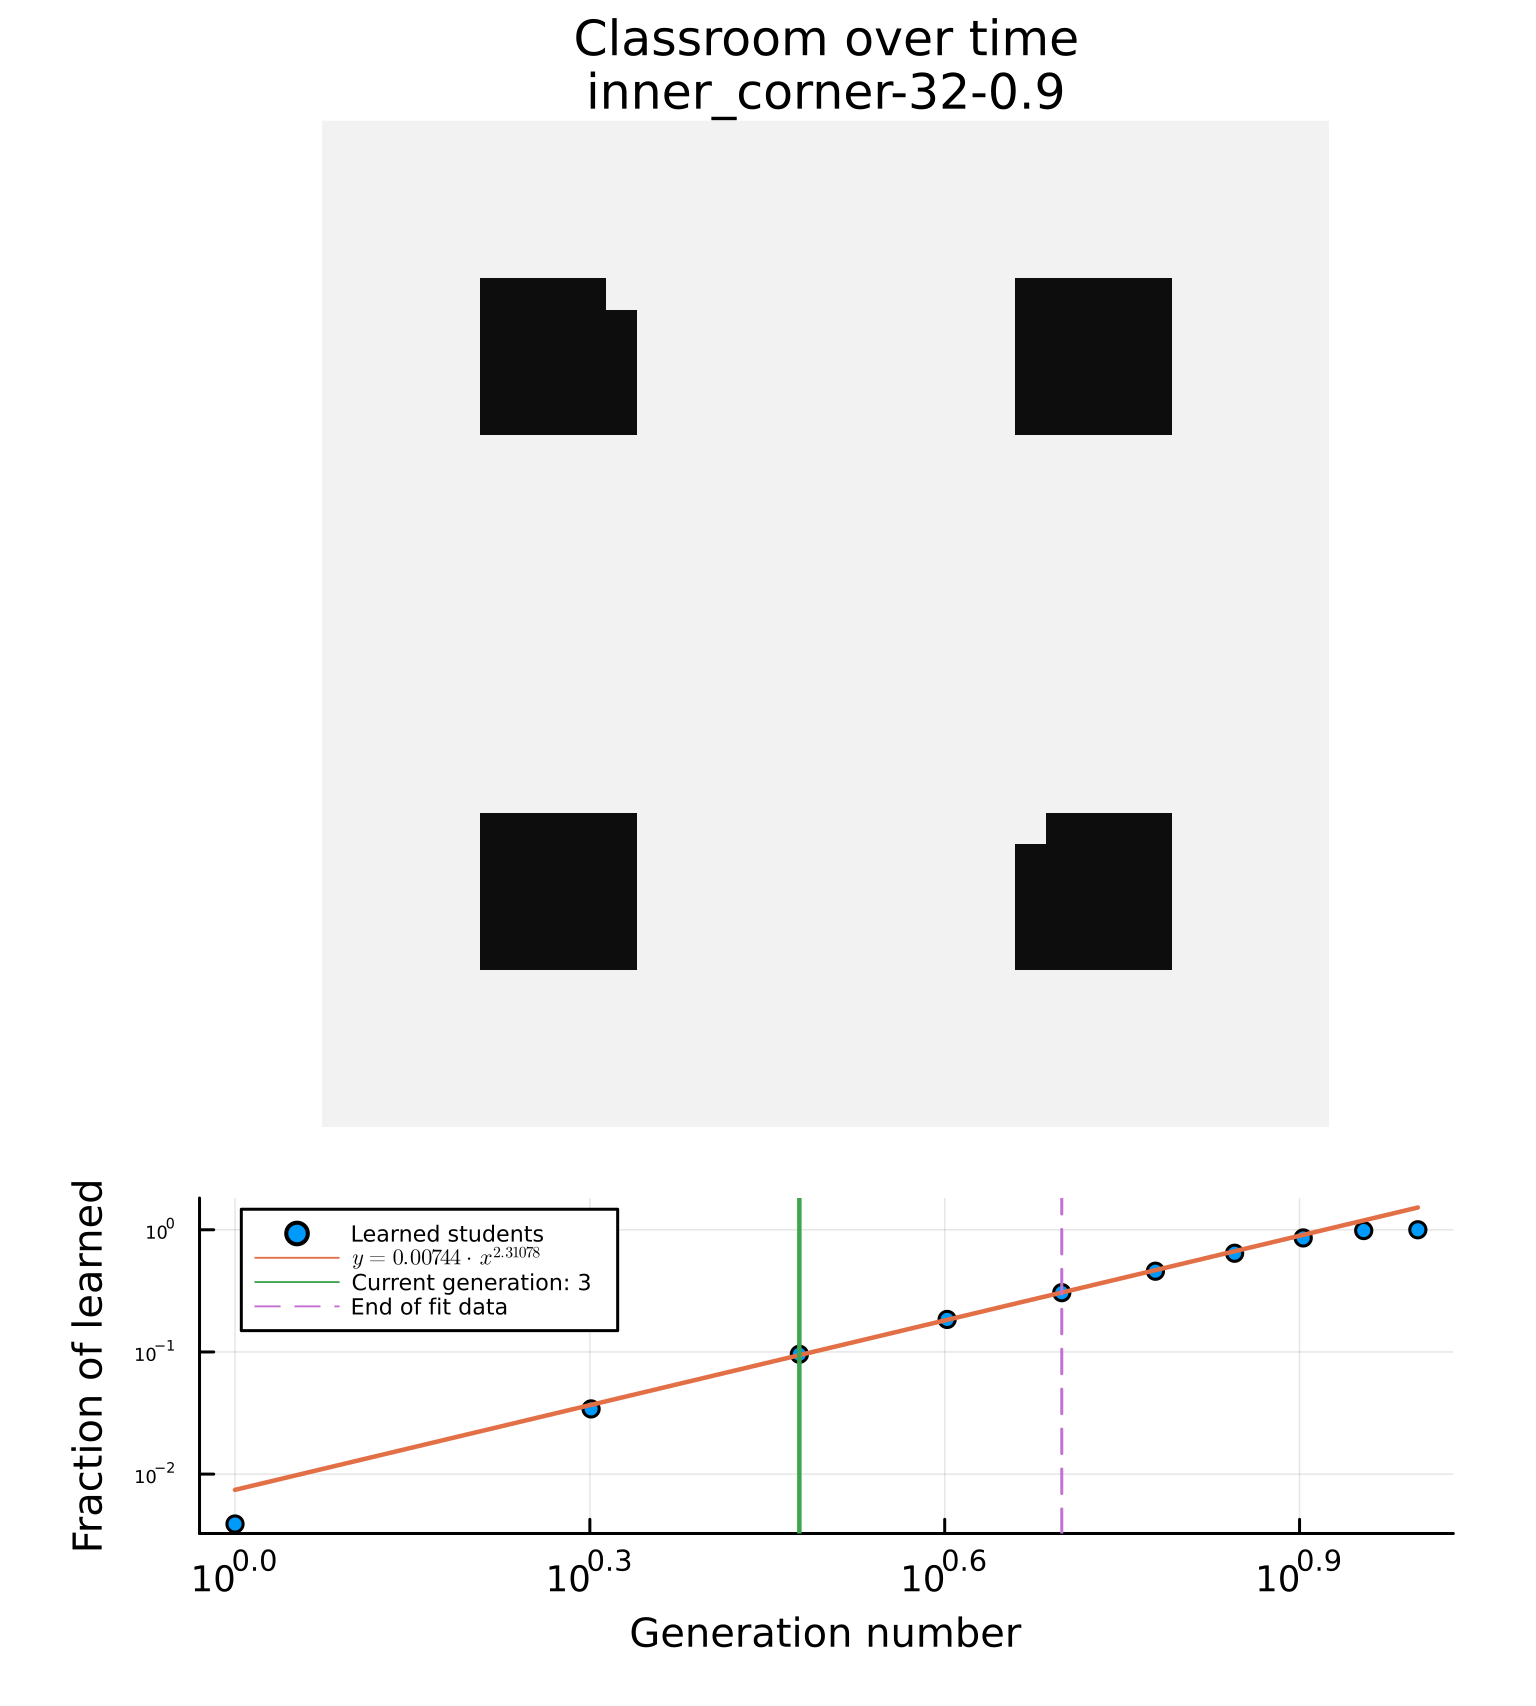 Classroom over time
inner_corner-32-0.9
Fraction of learned
10^0
10^−1
10^−2
Learned students
y = 0.00744 · x^2.31078
Current generation: 3
End of fit data
10^0.0 10^0.3 10^0.6 10^0.9
Generation number